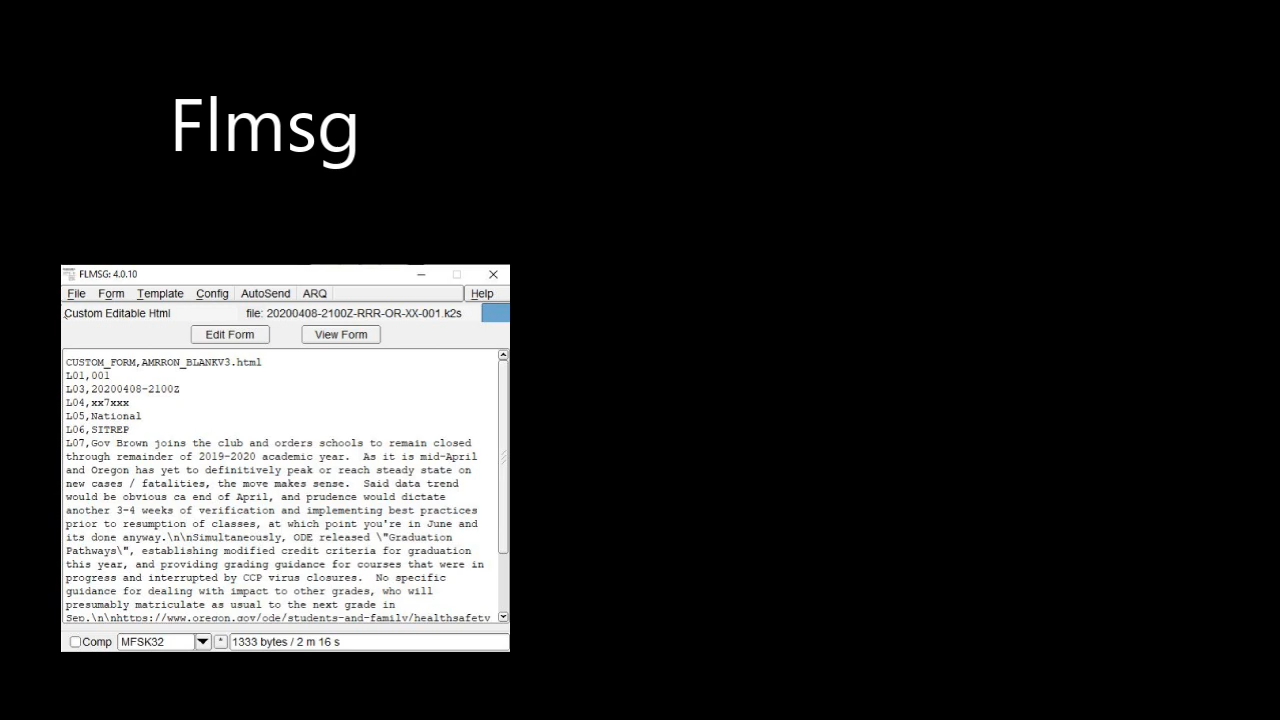 Flmsg
FLMSG: 4.0.10
File Form Template Config AutoSend ARQ Help
Custom Editable Html file: 20200408-2100Z-RRR-OR-XX-001.k2s
Edit Form View Form
CUSTOM_FORM,AMRRON_BLANKV3.html
L01,001
L03,20200408-2100Z
L04,xx7xxx
L05,National
L06,SITREP
L07,Gov Brown joins the club and orders schools to remain closed
through remainder of 2019-2020 academic year.  As it is mid-April
and Oregon has yet to definitively peak or reach steady state on
new cases / fatalities, the move makes sense.  Said data trend
would be obvious ca end of April, and prudence would dictate
another 3-4 weeks of verification and implementing best practices
prior to resumption of classes, at which point you're in June and
its done anyway.\n\nSimultaneously, ODE released \"Graduation
Pathways\", establishing modified credit criteria for graduation
this year, and providing grading guidance for courses that were in
progress and interrupted by CCP virus closures.  No specific
guidance for dealing with impact to other grades, who will
presumably matriculate as usual to the next grade in
Sep.\n\nhttps://www.oregon.gov/ode/students-and-family/healthsafety
Comp MFSK32 * 1333 bytes / 2 m 16 s